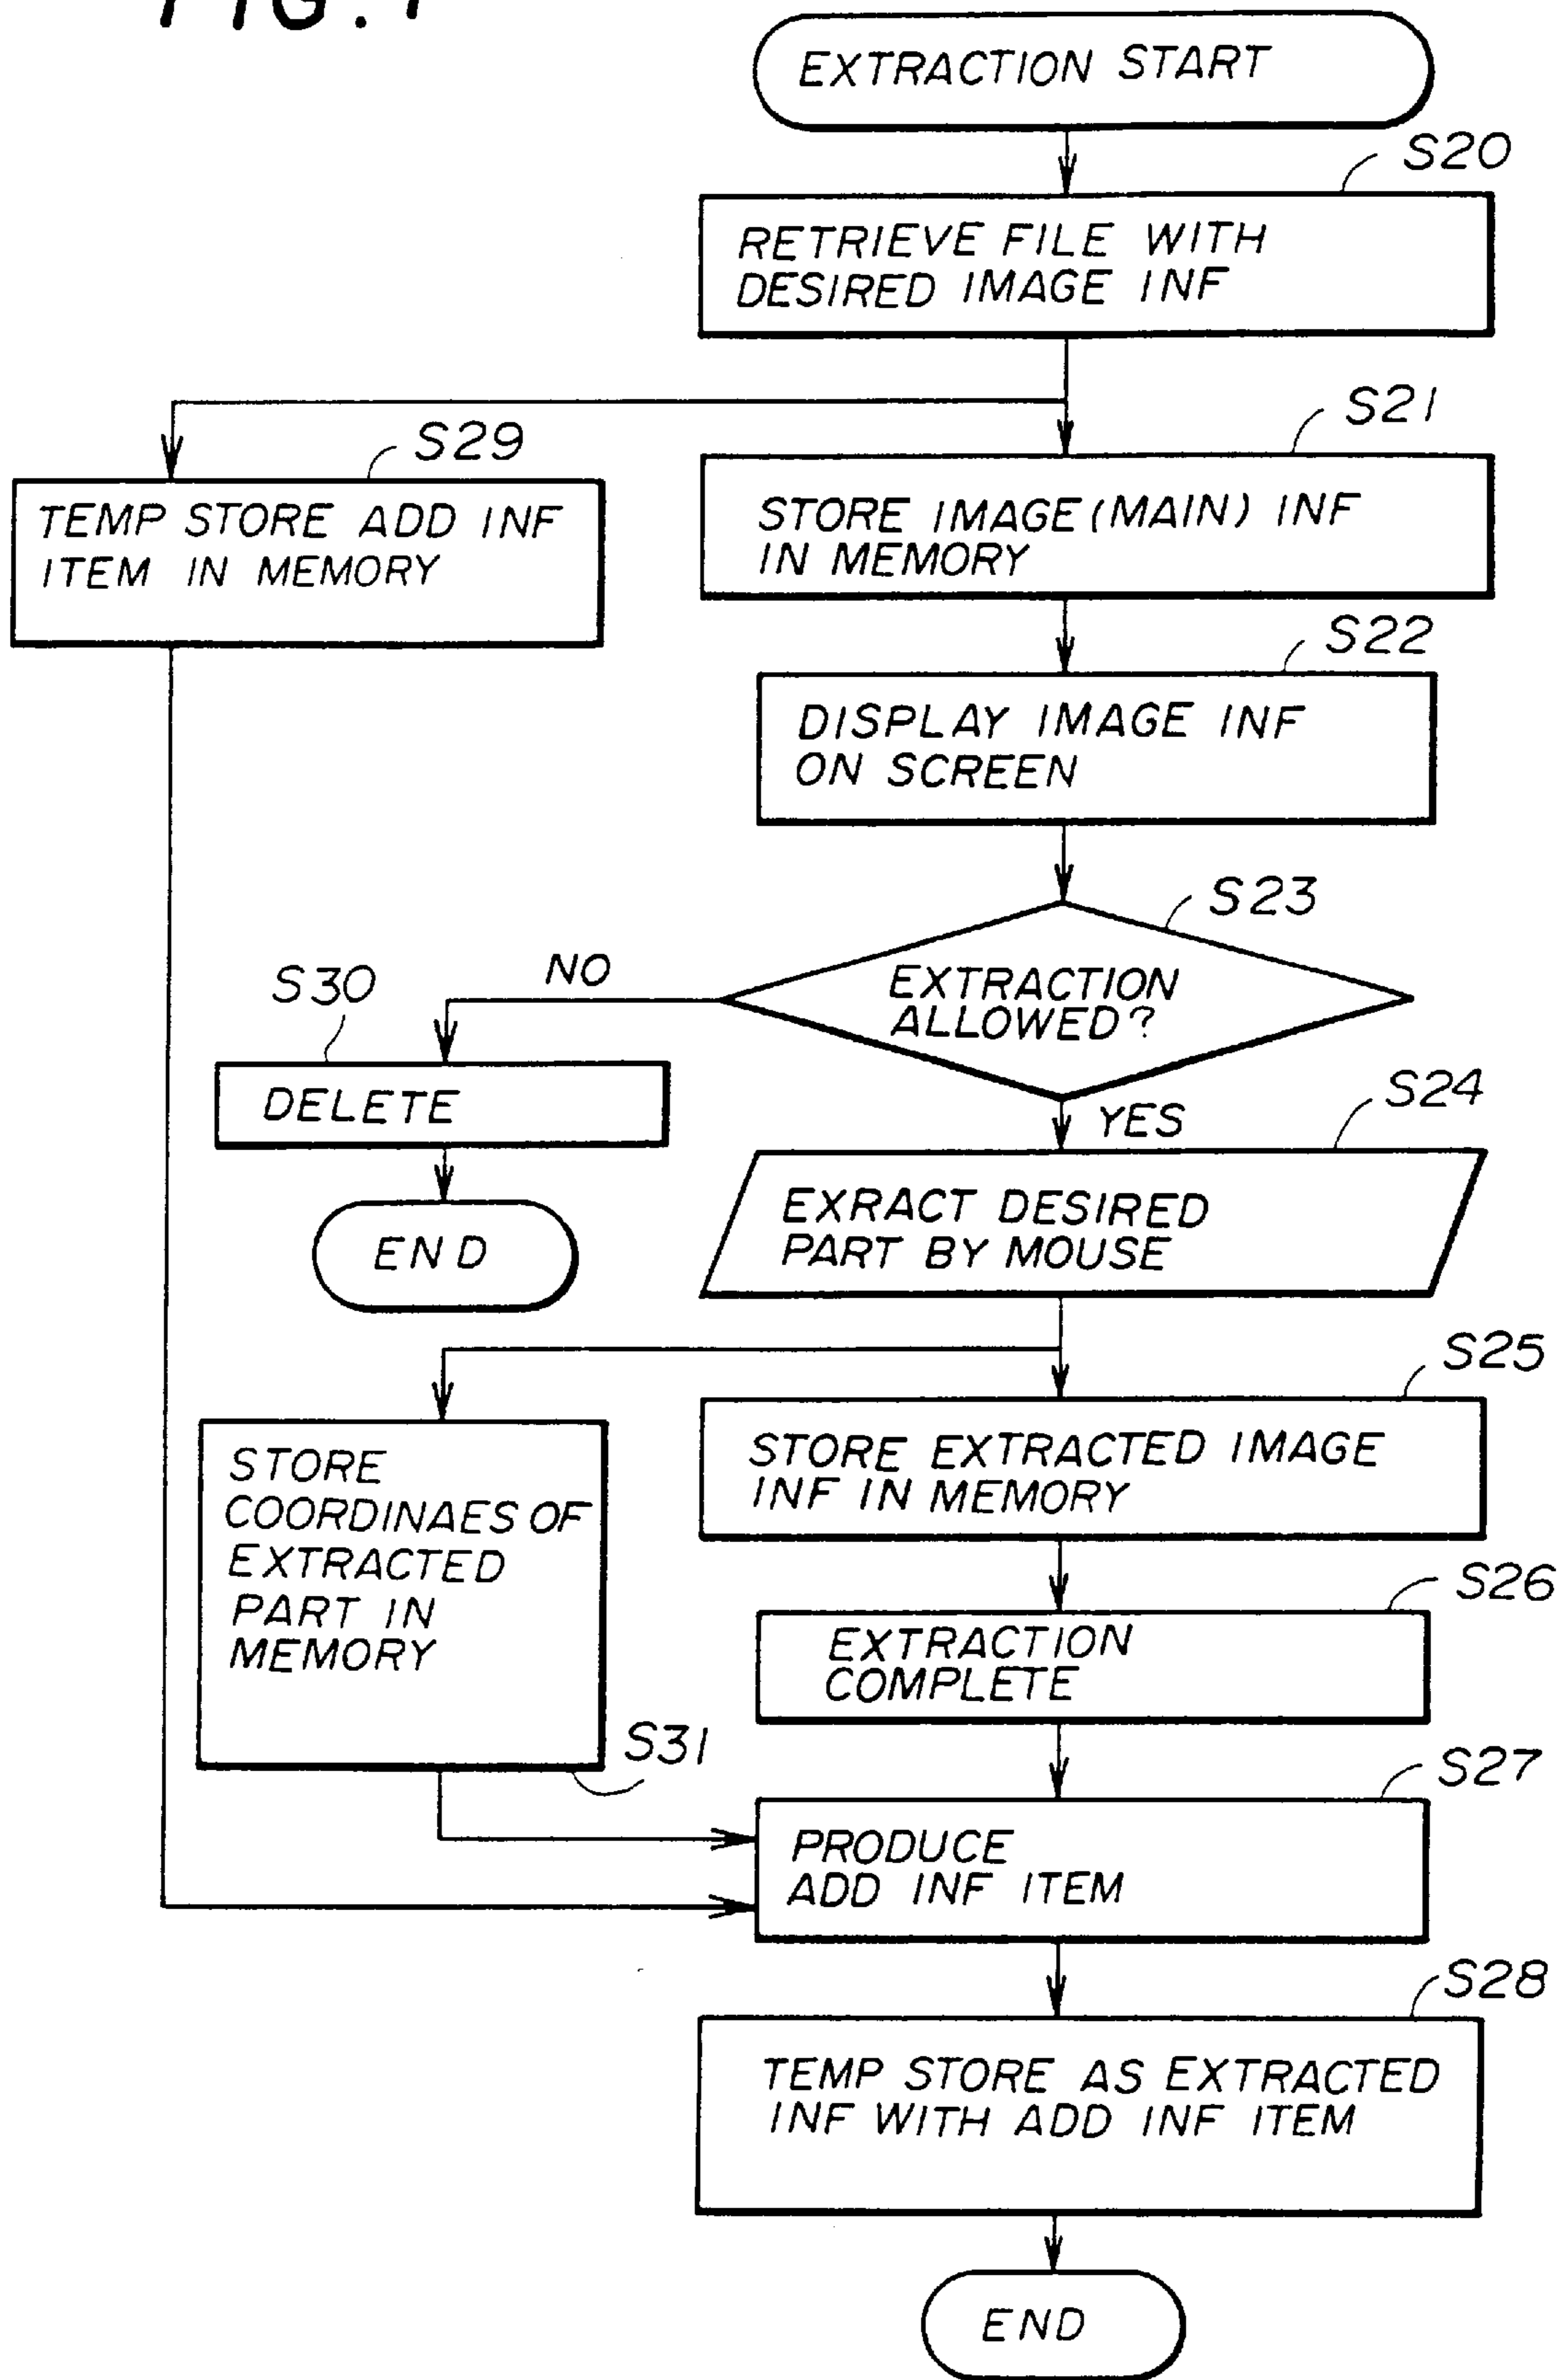 EXTRACTION START
S20
RETRIEVE FILE WITH
DESIRED IMAGE INF
S21
S29
TEMP STORE ADD INF
ITEM IN MEMORY
STORE IMAGE (MAIN) INF
IN MEMORY
S22
DISPLAY IMAGE INF
ON SCREEN
S23
EXTRACTION
ALLOWED?
NO
S30
DELETE
END
YES
S24
EXRACT DESIRED
PART BY MOUSE
S25
STORE EXTRACTED IMAGE
INF IN MEMORY
STORE
COORDINAES OF
EXTRACTED
PART IN
MEMORY
S31
S26
EXTRACTION
COMPLETE
S27
PRODUCE
ADD INF ITEM
S28
TEMP STORE AS EXTRACTED
INF WITH ADD INF ITEM
END